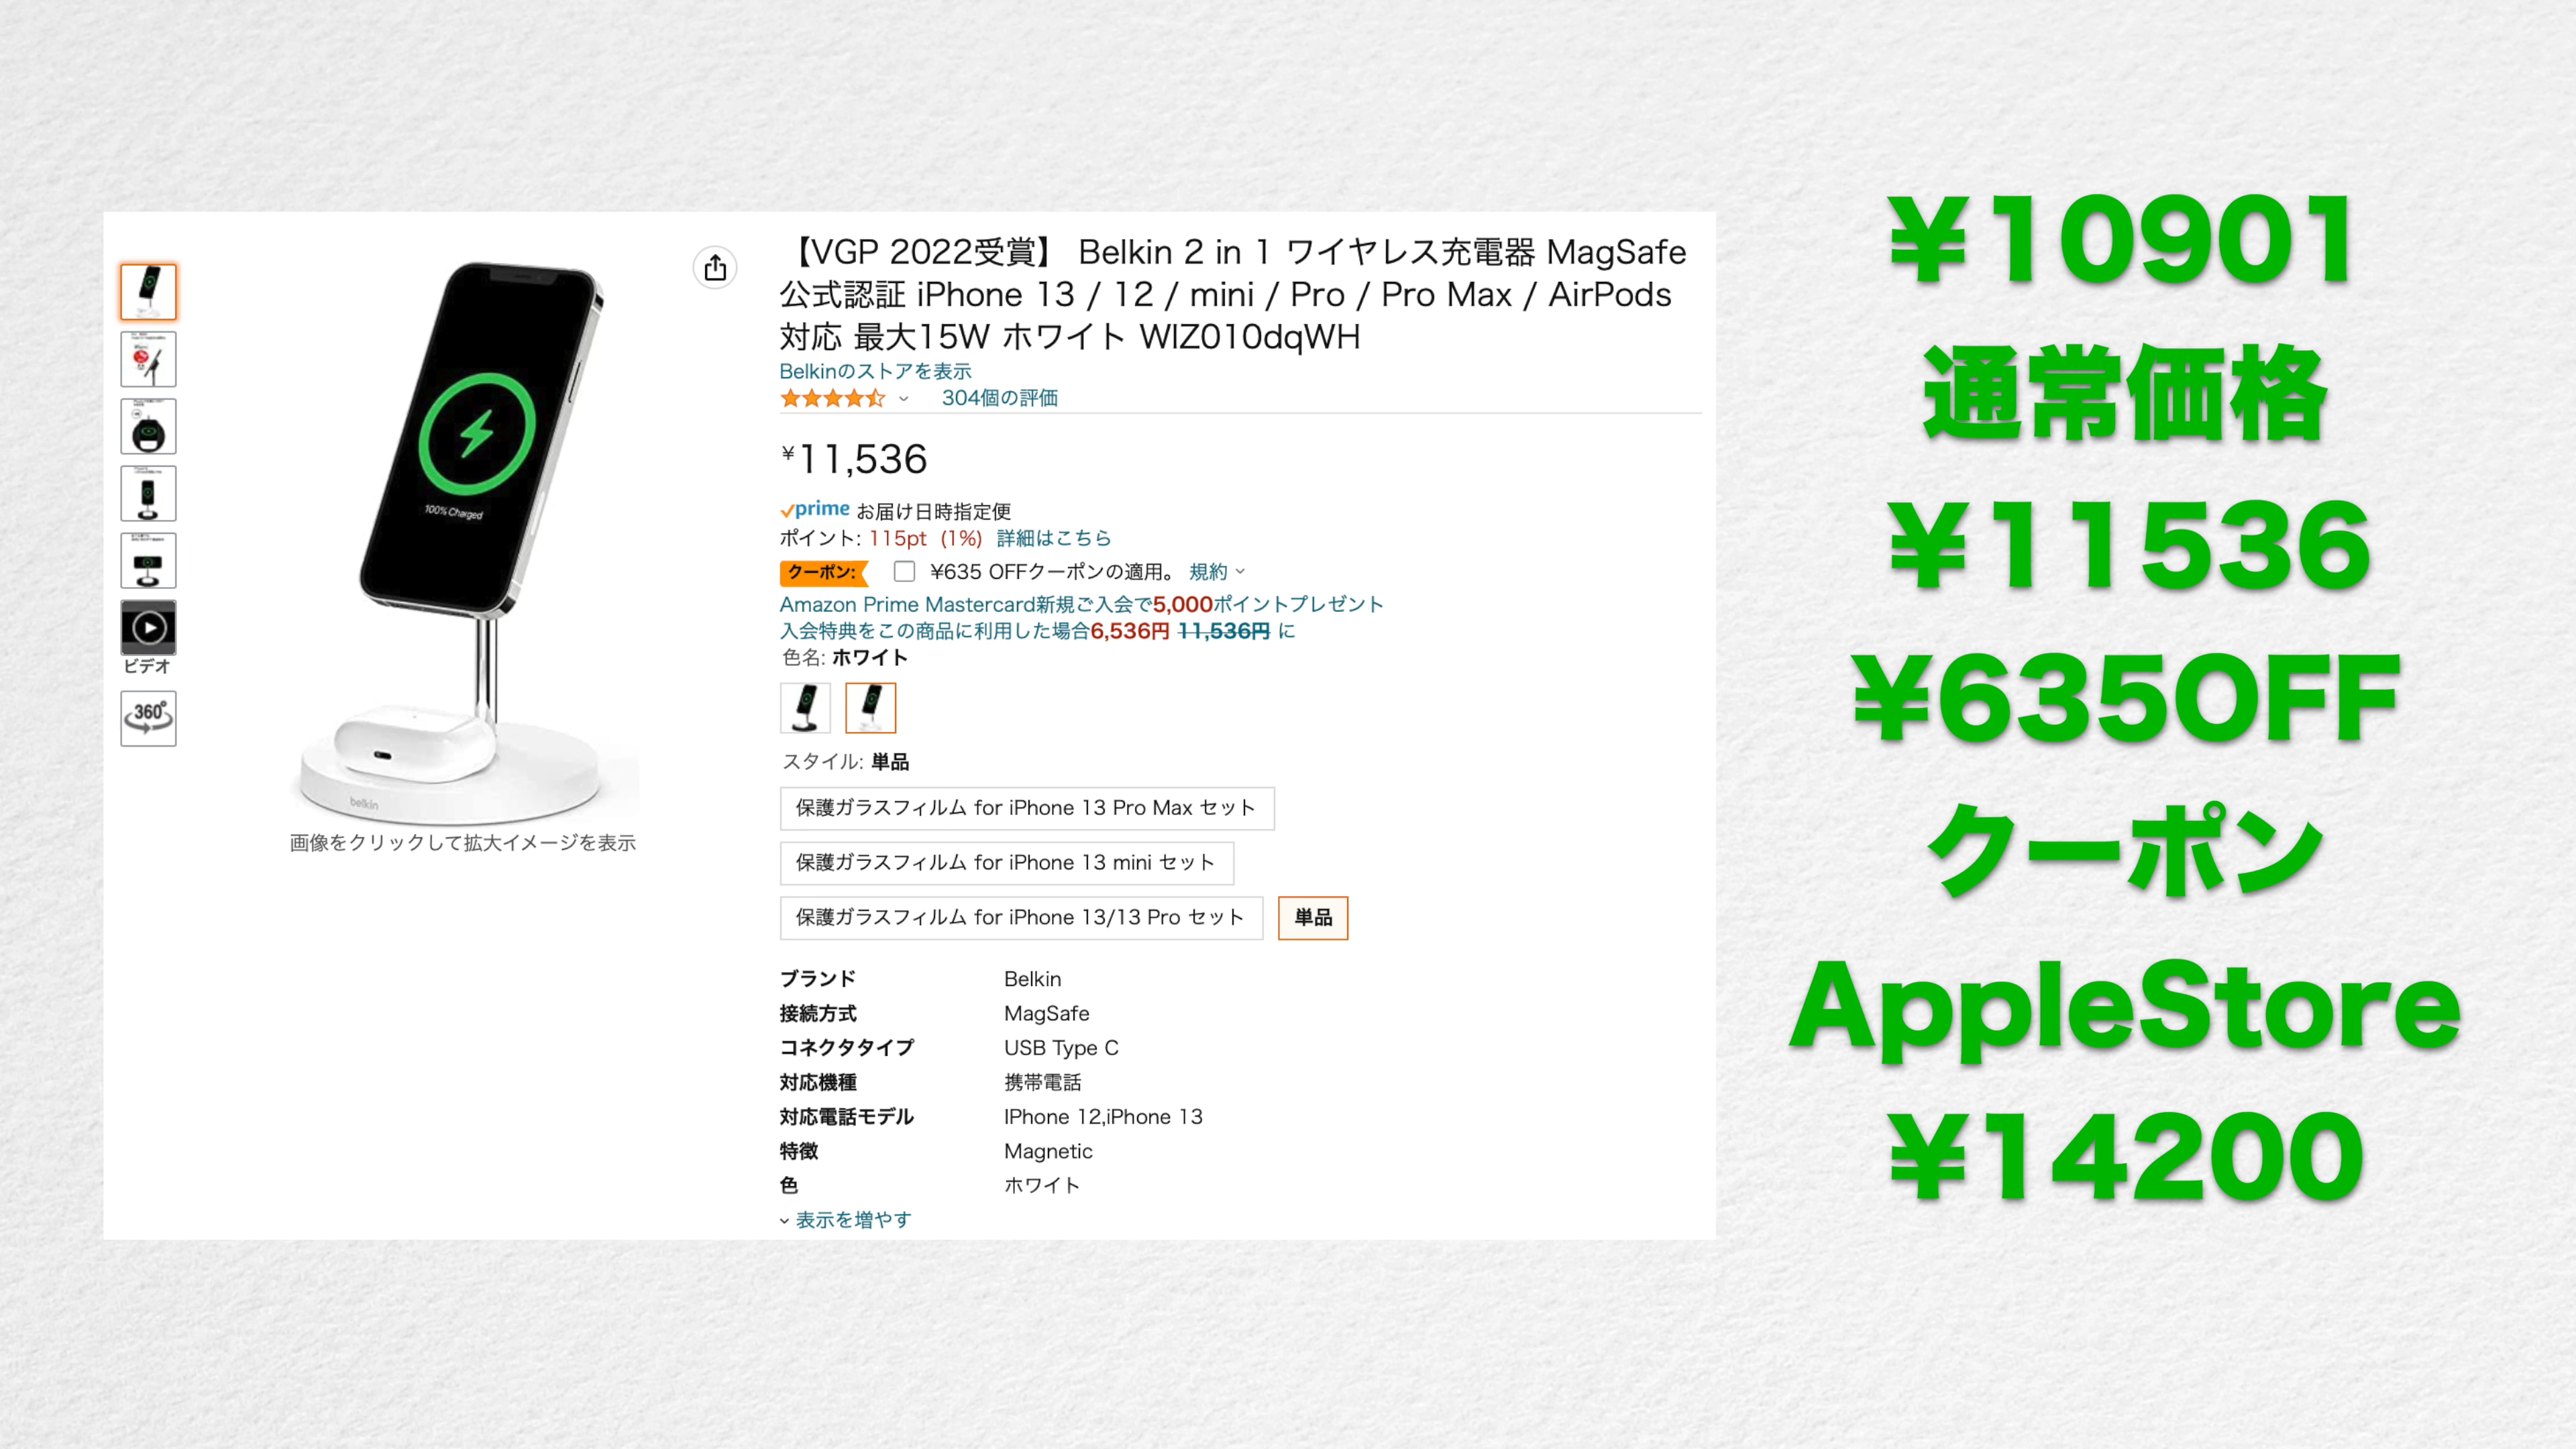 【VGP 2022受賞】 Belkin 2 in 1 ワイヤレス充電器 MagSafe
公式認証 iPhone 13 / 12 / mini / Pro / Pro Max / AirPods
対応 最大15W ホワイト WIZ010dqWH
Belkinのストアを表示
304個の評価
¥11,536
prime お届け日時指定便
ポイント: 115pt (1%) 詳細はこちら
クーポン: ¥635 OFFクーポンの適用。 規約
Amazon Prime Mastercard新規ご入会で5,000ポイントプレゼント
入会特典をこの商品に利用した場合6,536円 11,536円 に
色名: ホワイト
スタイル: 単品
保護ガラスフィルム for iPhone 13 Pro Max セット
保護ガラスフィルム for iPhone 13 mini セット
保護ガラスフィルム for iPhone 13/13 Pro セット
単品
ブランド Belkin
接続方式 MagSafe
コネクタタイプ USB Type C
対応機種 携帯電話
対応電話モデル IPhone 12,iPhone 13
特徴 Magnetic
色 ホワイト
表示を増やす
ビデオ
360°
100% Charged
belkin
画像をクリックして拡大イメージを表示
¥10901
通常価格
¥11536
¥635OFF
クーポン
AppleStore
¥14200